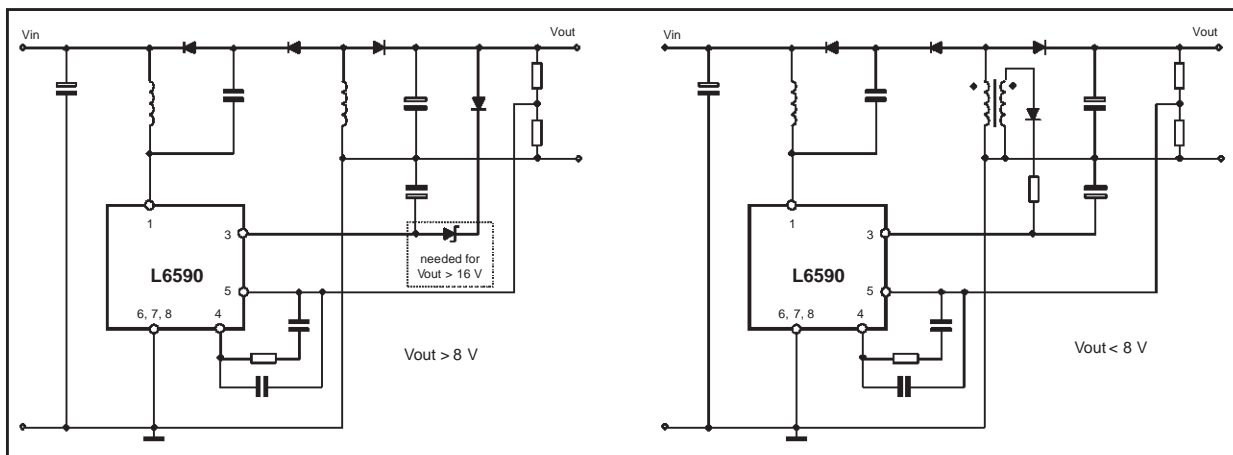 Vin
Vout
1
3
L6590
needed for
Vout > 16 V
5
6, 7, 8
4
Vout > 8 V
Vin
Vout
1
3
L6590
5
6, 7, 8
4
Vout < 8 V